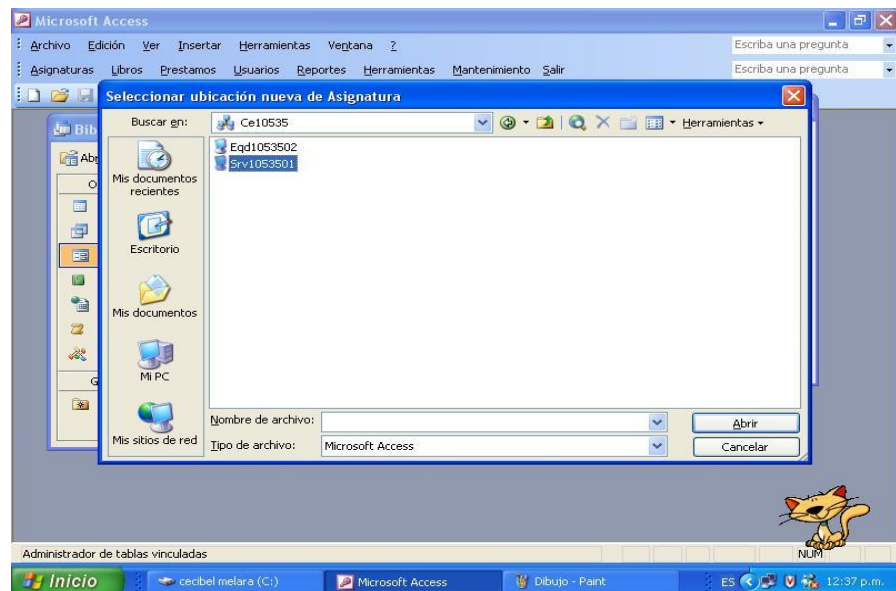 Microsoft Access
Archivo Edición Ver Insertar Herramientas Ventana ? Escriba una pregunta
Asignaturas Libros Prestamos Usuarios Reportes Herramientas Mantenimiento Salir Escriba una pregunta
Seleccionar ubicación nueva de Asignatura
Bib
Buscar en: Ce10535 Herramientas
Eqd1053502
Abr
Srv1053501
Mis documentos
recientes
O
Escritorio
Mis documentos
Mi PC
G
Nombre de archivo: Abrir
Mis sitios de red
Tipo de archivo: Microsoft Access Cancelar
Administrador de tablas vinculadas NUM
Inicio cecibel melara (C:) Microsoft Access Dibujo - Paint ES 12:37 p.m.